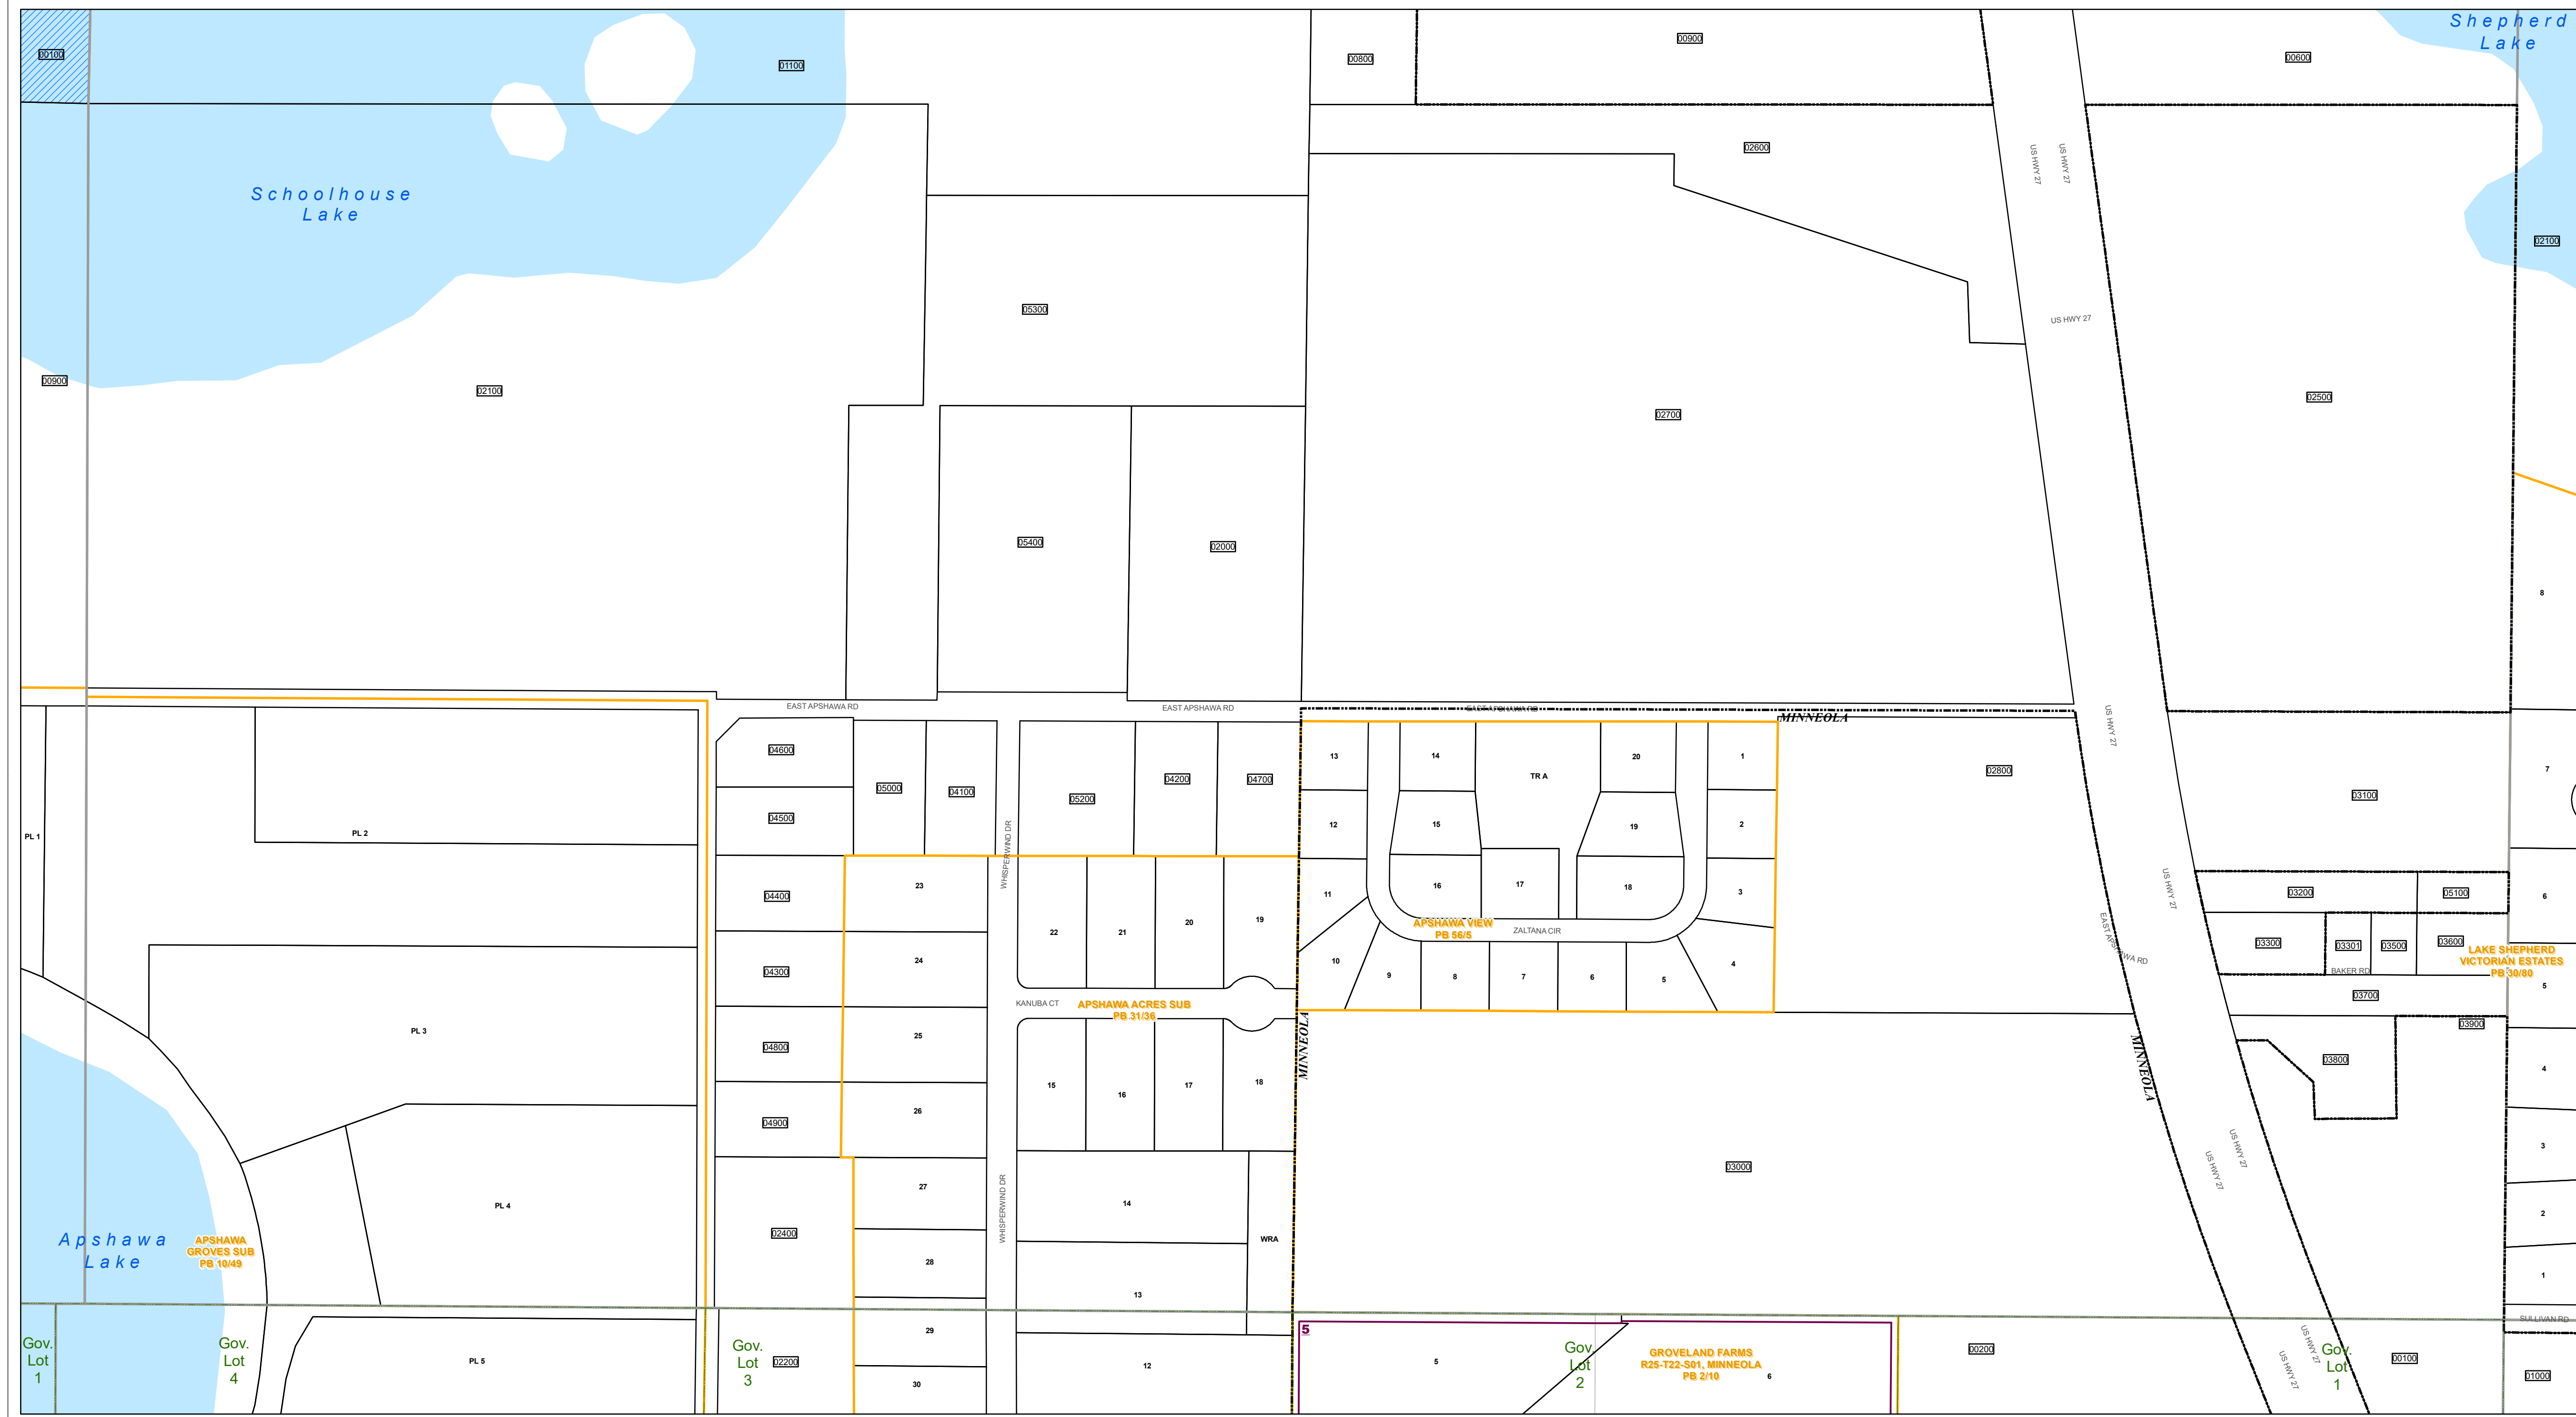 Shepherd
Lake
00100
01100
00800
00900
00600
02600
US HWY 27
US HWY 27
Schoolhouse
Lake
02100
05300
US HWY 27
00900
02100
02700
02500
05400
02000
8
EAST APSHAWA RD
EAST APSHAWA RD
EAST APSHAWA RD
MINNEOLA
US HWY 27
04600
05000
04100
05200
04200
04700
13
14
TR A
20
1
02800
03100
7
04500
PL 1
PL 2
WHISPERWIND DR
12
15
19
2
04400
23
22
21
20
19
11
16
17
18
3
US HWY 27
03200
05100
6
APSHAWA VIEW
PB 56/5
ZALTANA CIR
EAST APSHAWA RD
03300
03301
03500
03600
LAKE SHEPHERD
VICTORIAN ESTATES
PB 30/80
BAKER RD
04300
24
10
9
8
7
6
5
4
5
KANUBA CT
APSHAWA ACRES SUB
PB 31/36
03700
PL 3
04800
25
MINNEOLA
MINNEOLA
03900
03800
4
15
16
17
18
04900
26
3
US HWY 27
US HWY 27
03000
PL 4
27
14
2
WHISPERWIND DR
Apshawa
Lake
APSHAWA
GROVES SUB
PB 10/49
02400
28
WRA
13
1
SULLIVAN RD
Gov.
Lot
1
Gov.
Lot
4
PL 5
Gov.
Lot
3
02200
29
30
12
5
5
Gov.
Lot
2
GROVELAND FARMS
R25-T22-S01, MINNEOLA
PB 2/10
6
00200
US HWY 27
US HWY 27
Gov.
Lot
1
00100
01000